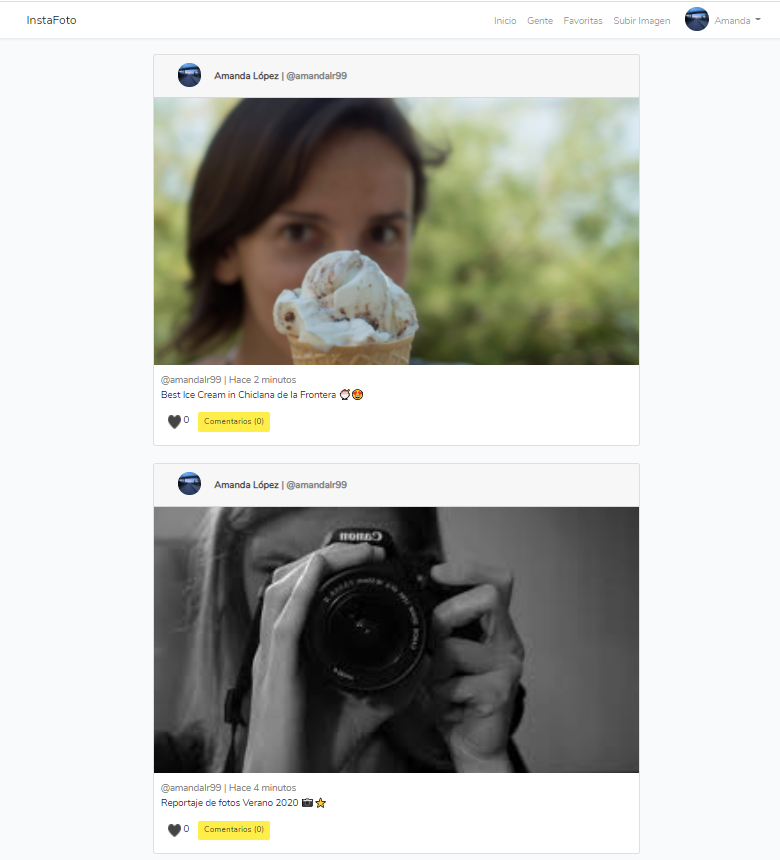 InstaFoto
Inicio Gente Favoritas Subir Imagen Amanda
Amanda López | @amandalr99
@amandalr99 | Hace 2 minutos
Best Ice Cream in Chiclana de la Frontera 🍨😍
0 Comentarios (0)
Amanda López | @amandalr99
Canon
@amandalr99 | Hace 4 minutos
Reportaje de fotos Verano 2020 📷⭐
0 Comentarios (0)